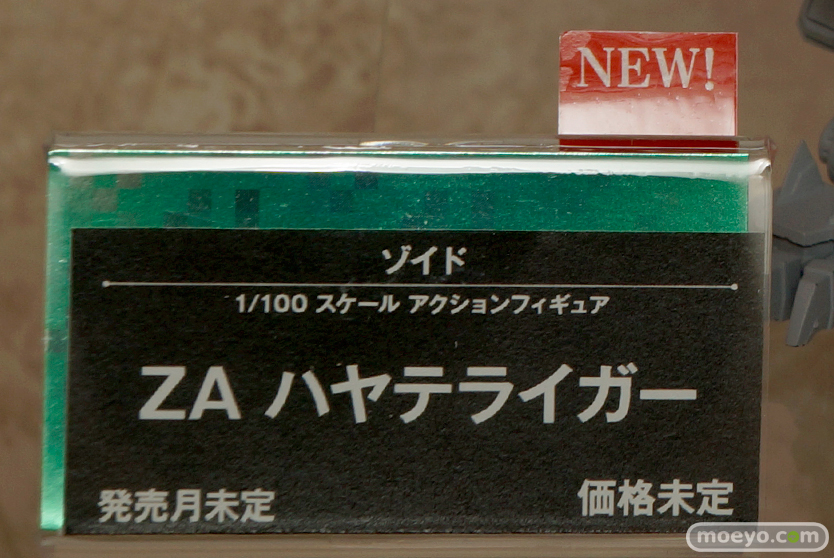 NEW!
ゾイド
1/100 スケール アクションフィギュア
ZA ハヤテライガー
発売月未定
価格未定
moeyo.com